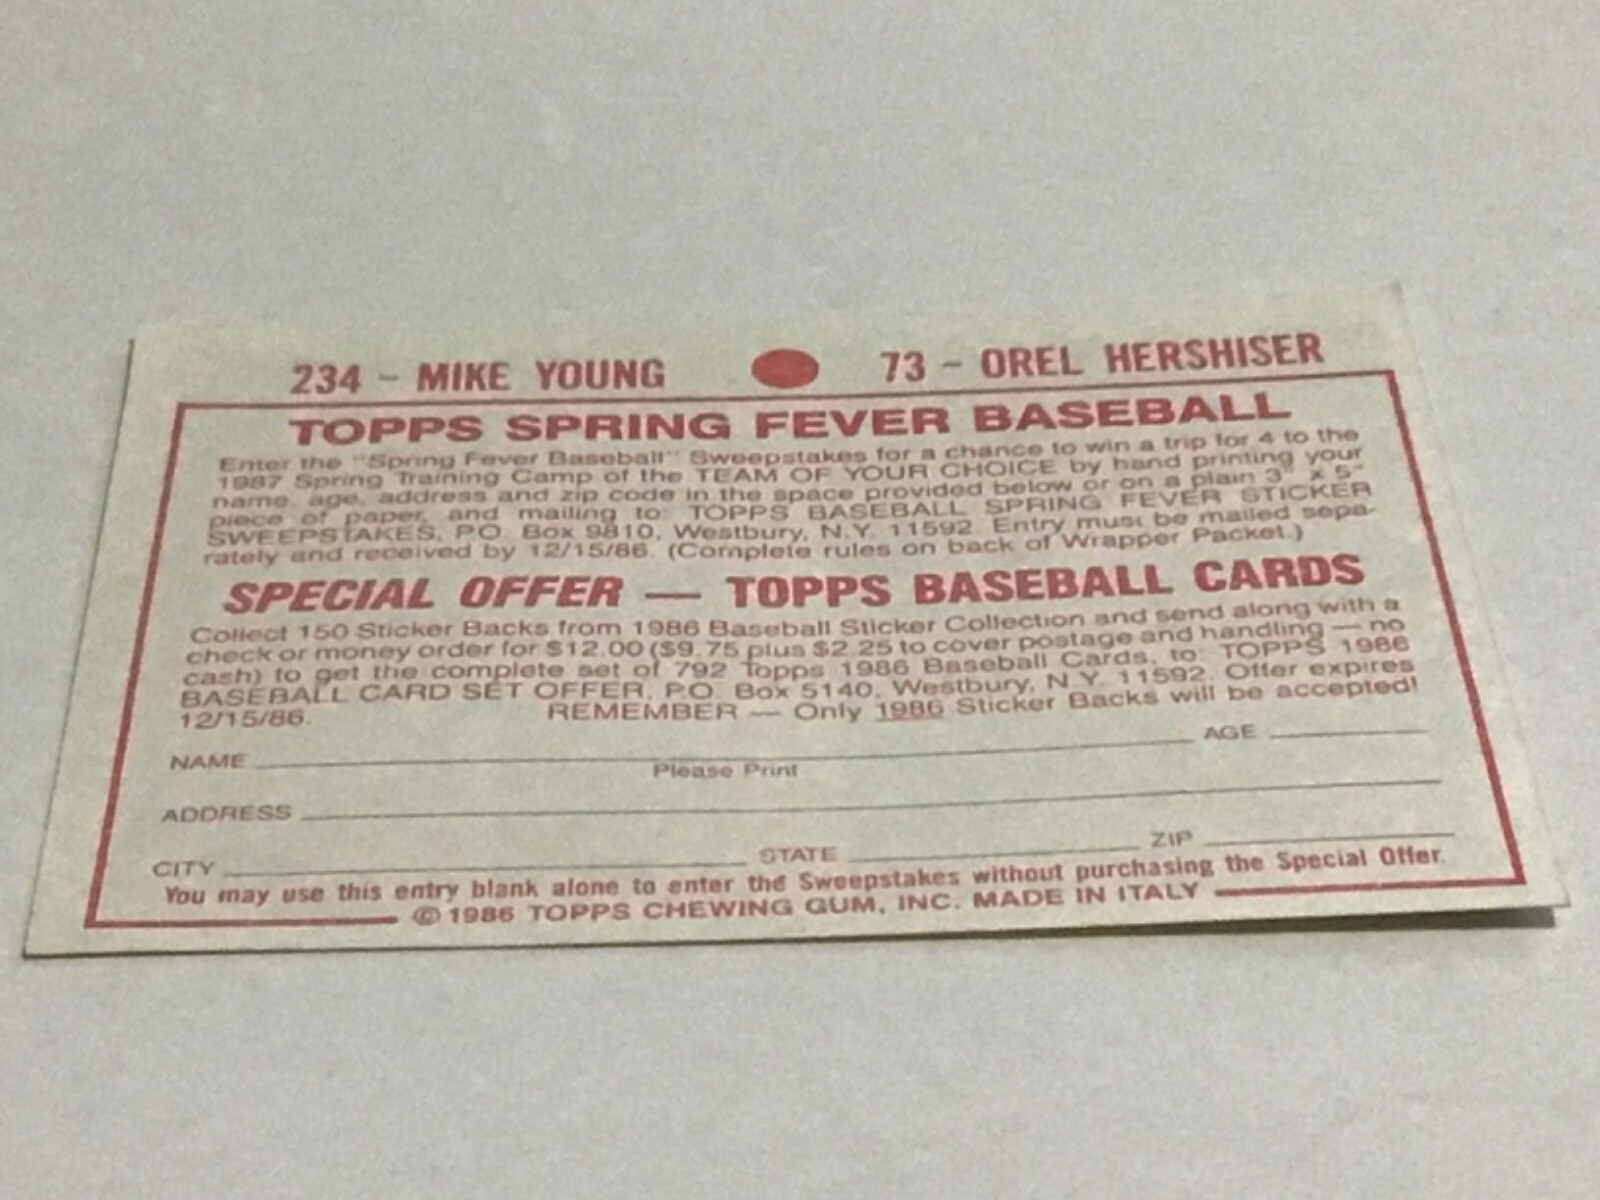 234 - MIKE YOUNG 73 - OREL HERSHISER
TOPPS SPRING FEVER BASEBALL
Enter the "Spring Fever Baseball" Sweepstakes for a chance to win a trip for 4 to the
1987 Spring Training Camp of the TEAM OF YOUR CHOICE by hand printing your
name, age, address and zip code in the space provided below or on a plain 3" x 5"
piece of paper, and mailing to: TOPPS BASEBALL SPRING FEVER STICKER
SWEEPSTAKES, P.O. Box 9810, Westbury, N.Y. 11592. Entry must be mailed sepa-
rately and received by 12/15/86. (Complete rules on back of Wrapper Packet.)
SPECIAL OFFER — TOPPS BASEBALL CARDS
Collect 150 Sticker Backs from 1986 Baseball Sticker Collection and send along with a
check or money order for $12.00 ($9.75 plus $2.25 to cover postage and handling — no
cash) to get the complete set of 792 Topps 1986 Baseball Cards, to: TOPPS 1986
BASEBALL CARD SET OFFER, P.O. Box 5140, Westbury, N.Y. 11592. Offer expires
12/15/86. REMEMBER — Only 1986 Sticker Backs will be accepted!
NAME AGE
Please Print
ADDRESS
CITY STATE ZIP
You may use this entry blank alone to enter the Sweepstakes without purchasing the Special Offer.
© 1986 TOPPS CHEWING GUM, INC. MADE IN ITALY